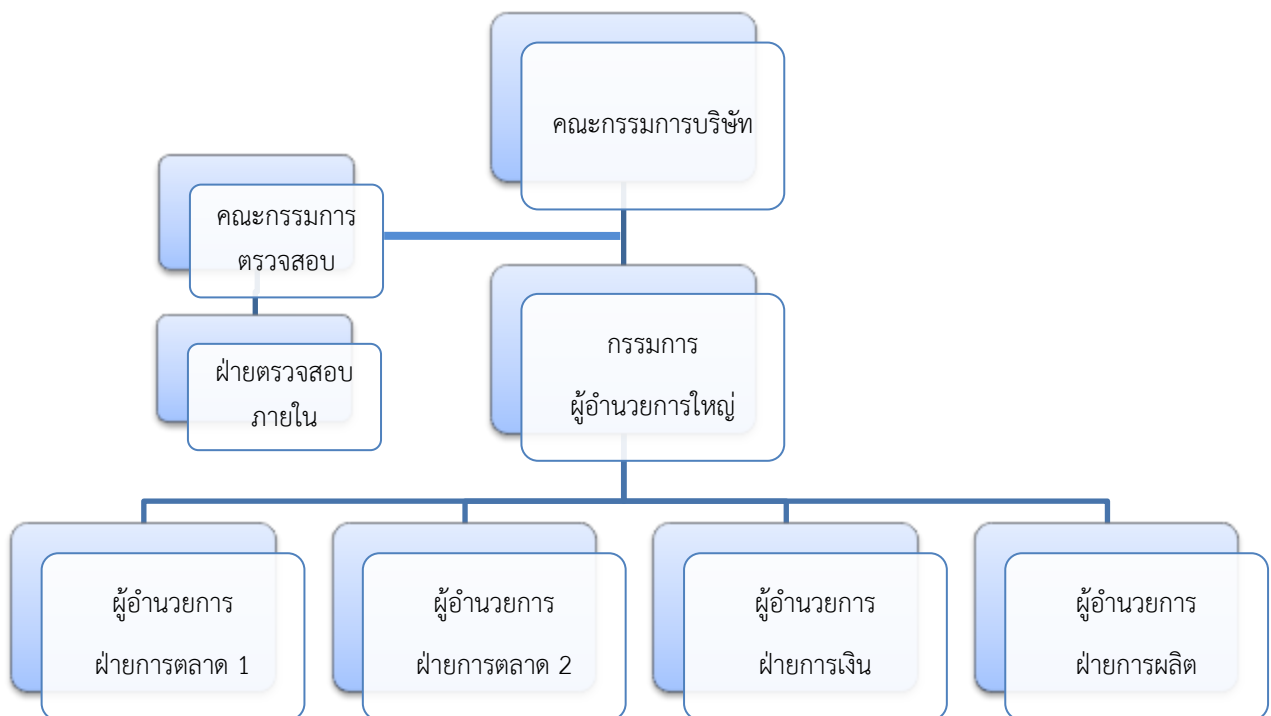 คณะกรรมการบริษัท
คณะกรรมการ
ตรวจสอบ
ฝ่ายตรวจสอบ
ภายใน
กรรมการ
ผู้อำนวยการใหญ่
ผู้อำนวยการ
ฝ่ายการตลาด 1
ผู้อำนวยการ
ฝ่ายการตลาด 2
ผู้อำนวยการ
ฝ่ายการเงิน
ผู้อำนวยการ
ฝ่ายการผลิต